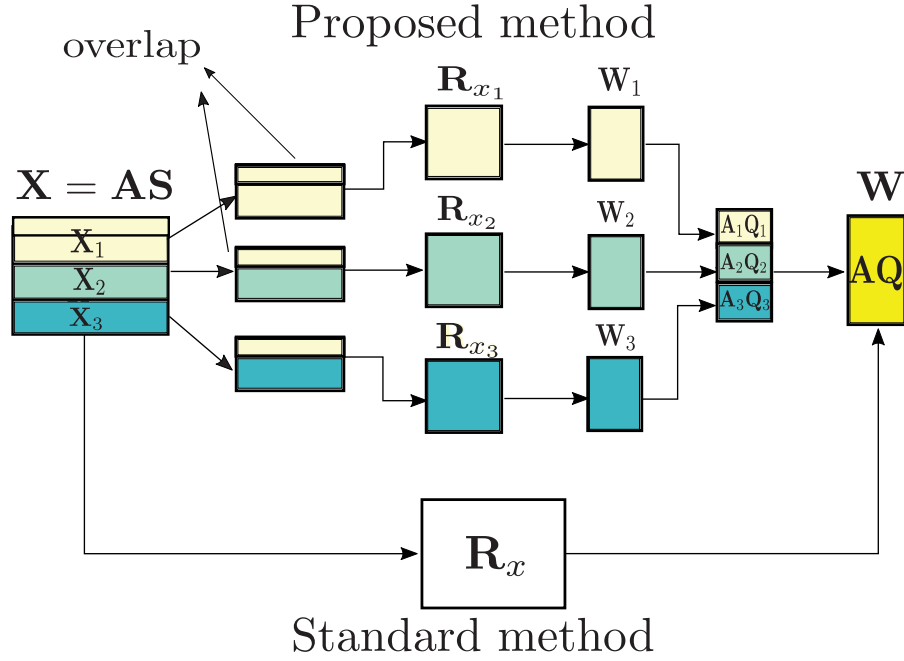 Proposed method
overlap
R_{x_1}
W_1
X = AS
R_{x_2}
W_2
W
X_1
A_1Q_1
X_2
A_2Q_2
AQ
X_3
A_3Q_3
R_{x_3}
W_3
R_x
Standard method